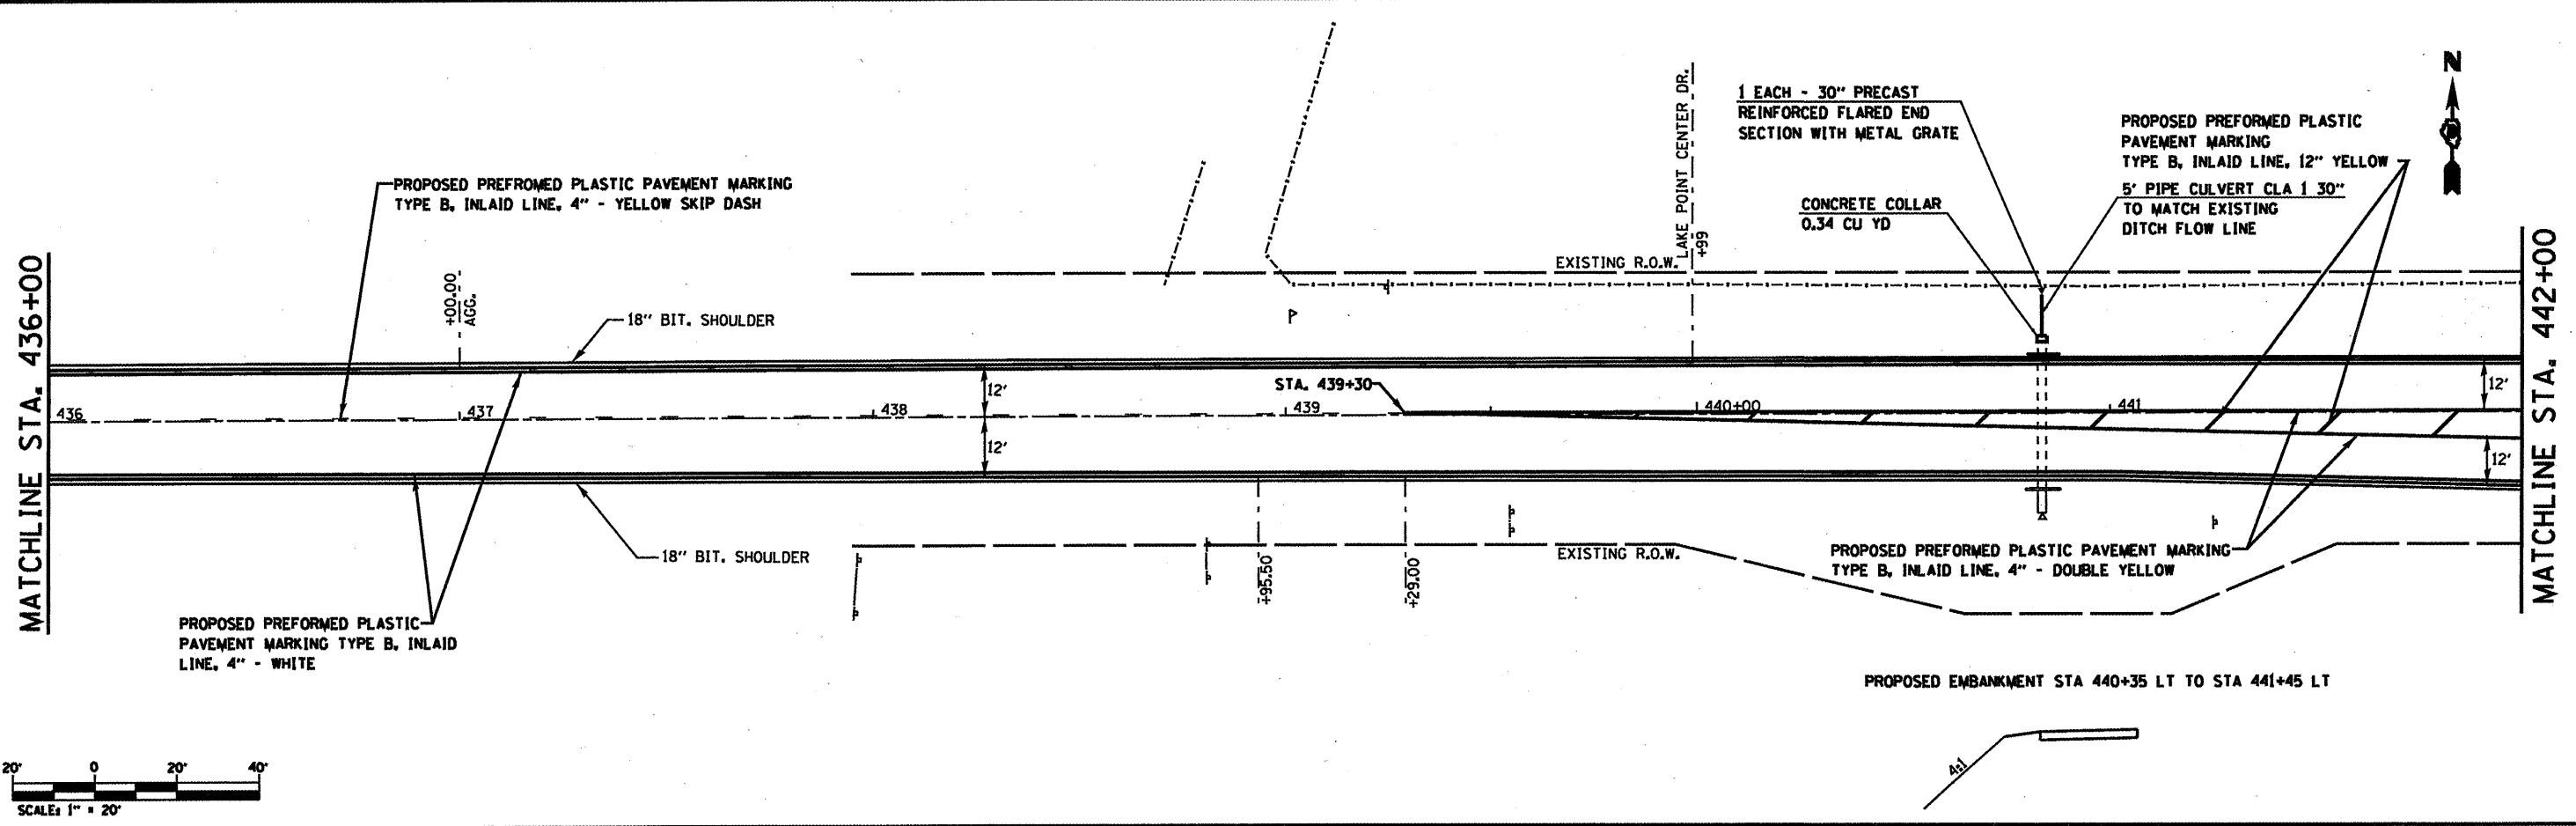 N
1 EACH - 30" PRECAST
REINFORCED FLARED END
SECTION WITH METAL GRATE
PROPOSED PREFORMED PLASTIC
PAVEMENT MARKING
TYPE B, INLAID LINE, 12" YELLOW
5' PIPE CULVERT CLA 1 30"
TO MATCH EXISTING
DITCH FLOW LINE
CONCRETE COLLAR
0.34 CU YD
LAKE POINT CENTER DR.
+99
PROPOSED PREFROMED PLASTIC PAVEMENT MARKING
TYPE B, INLAID LINE, 4" - YELLOW SKIP DASH
EXISTING R.O.W.
MATCHLINE STA. 436+00
+00.00
AGG.
18" BIT. SHOULDER
MATCHLINE STA. 442+00
12'
STA. 439+30
12'
436
437
438
439
440+00
441
12'
12'
18" BIT. SHOULDER
EXISTING R.O.W.
+95.50
+29.00
PROPOSED PREFORMED PLASTIC PAVEMENT MARKING
TYPE B, INLAID LINE, 4" - DOUBLE YELLOW
PROPOSED PREFORMED PLASTIC
PAVEMENT MARKING TYPE B, INLAID
LINE, 4" - WHITE
PROPOSED EMBANKMENT STA 440+35 LT TO STA 441+45 LT
4:1
20' 0 20' 40'
SCALE: 1" = 20'